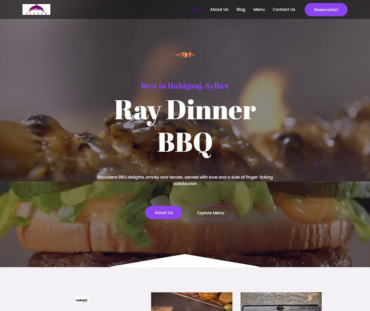 About Us
Blog
Menu
Contact Us
Reservation
Best in Habiganj, Sylhet
Ray Dinner
BBQ
Succulent BBQ delights, smoky and tender, served with love and a side of finger-licking
satisfaction
About Us
Explore Menu